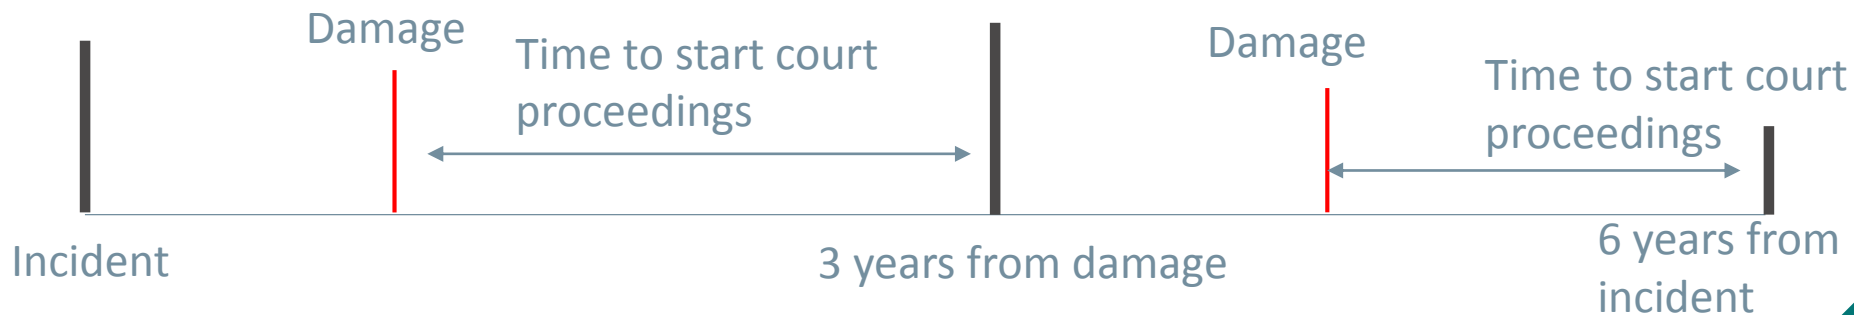 Damage
Time to start court
proceedings
Damage
Time to start court
proceedings
Incident
3 years from damage
6 years from
incident